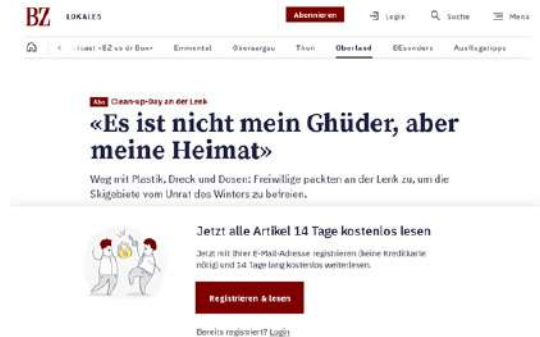 BZ LOKALES Abonnieren Login Suche Menü
Emmental Oberaargau Thun Oberland BEsonders Ausflugstipps
Abo Clean-up-Day an der Lenk
«Es ist nicht mein Ghüder, aber
meine Heimat»
Weg mit Plastik, Dreck und Dosen: Freiwillige packten an der Lenk zu, um die
Skigebiete vom Unrat des Winters zu befreien.
Jetzt alle Artikel 14 Tage kostenlos lesen
Jetzt mit Ihrer E-Mail-Adresse registrieren (keine Kreditkarte
nötig) und 14 Tage lang kostenlos weiterlesen.
Registrieren & lesen
Bereits registriert? Login